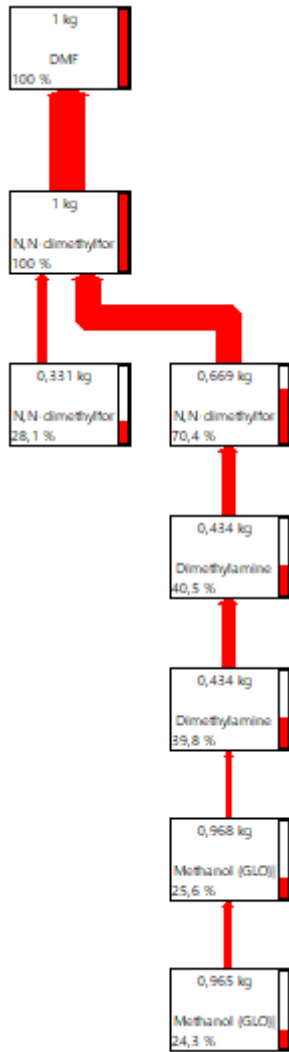 1 kg
DMF
100 %
1 kg
N,N-dimethylfor
100 %
0,331 kg
N,N-dimethylfor
28,1 %
0,669 kg
N,N-dimethylfor
70,4 %
0,434 kg
Dimethylamine
40,5 %
0,434 kg
Dimethylamine
39,8 %
0,968 kg
Methanol {GLO}|
25,6 %
0,965 kg
Methanol {GLO}|
24,3 %